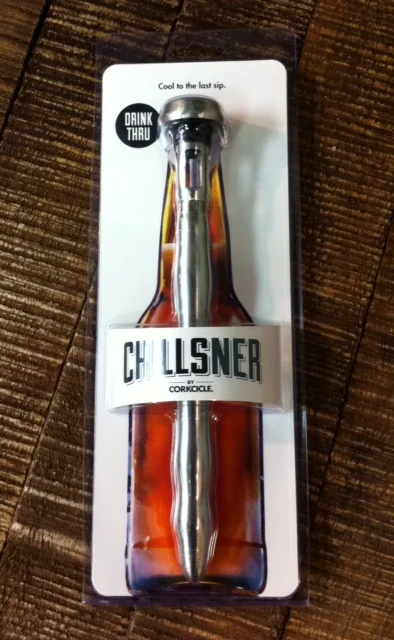 Cool to the last sip.
DRINK
THRU
CHILLSNER
BY
CORKCICLE.